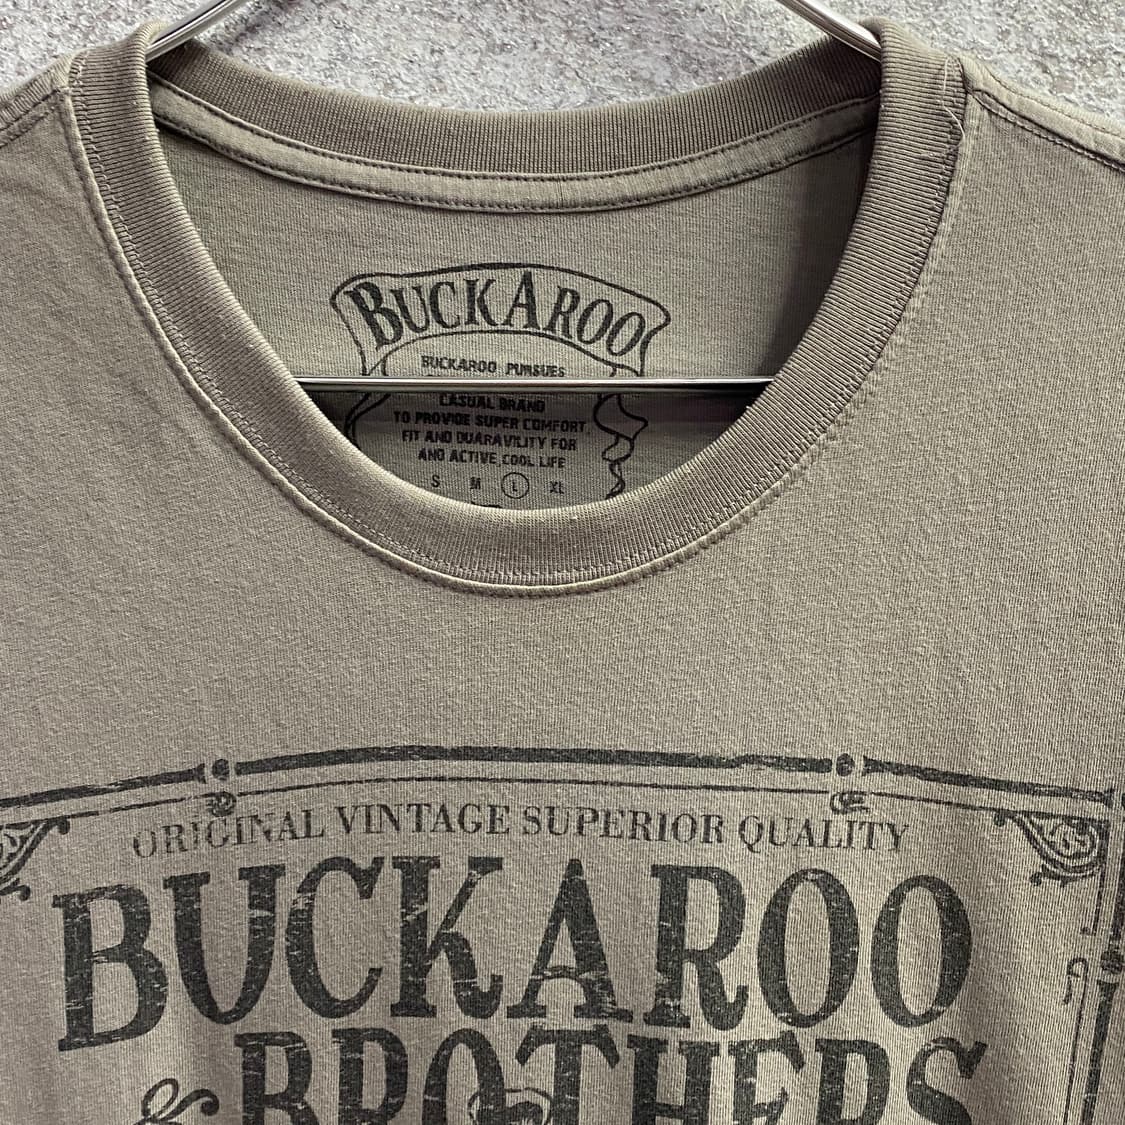 BUCKAROO
BUCKAROO PURSUES
CASUAL BRAND
TO PROVIDE SUPER COMFORT,
FIT AND DUARAVILITY FOR
AND ACTIVE, COOL LIFE
S M L XL
ORIGINAL VINTAGE SUPERIOR QUALITY
BUCKAROO
& BROTHERS